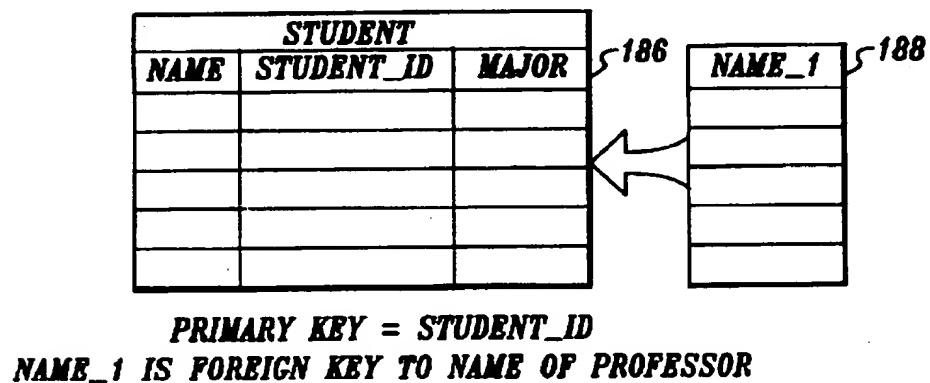 STUDENT
NAME STUDENT_ID MAJOR 186 NAME_1 188
PRIMARY KEY = STUDENT_ID
NAME_1 IS FOREIGN KEY TO NAME OF PROFESSOR